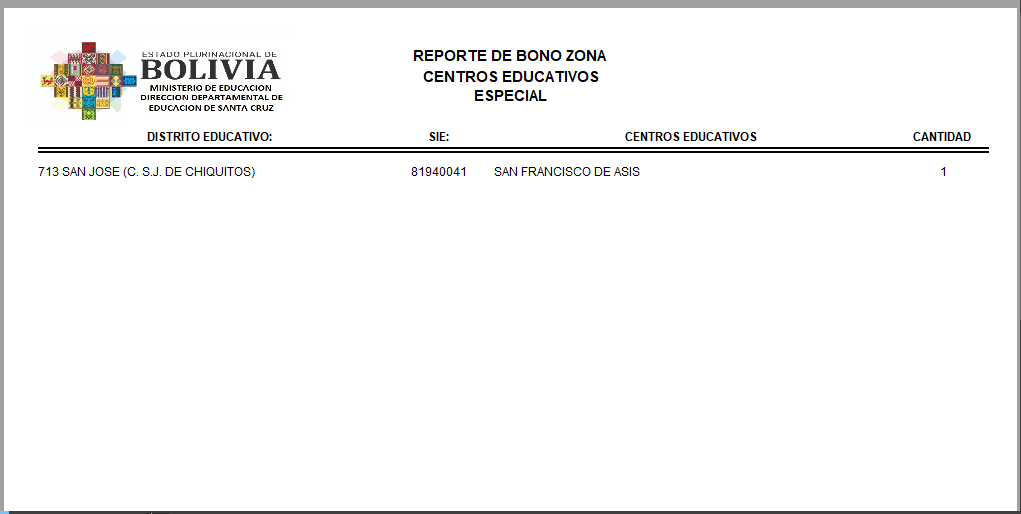 ESTADO PLURINACIONAL DE
BOLIVIA
MINISTERIO DE EDUCACION
DIRECCION DEPARTAMENTAL DE
EDUCACION DE SANTA CRUZ
REPORTE DE BONO ZONA
CENTROS EDUCATIVOS
ESPECIAL
DISTRITO EDUCATIVO: SIE: CENTROS EDUCATIVOS CANTIDAD
713 SAN JOSE (C. S.J. DE CHIQUITOS) 81940041 SAN FRANCISCO DE ASIS 1